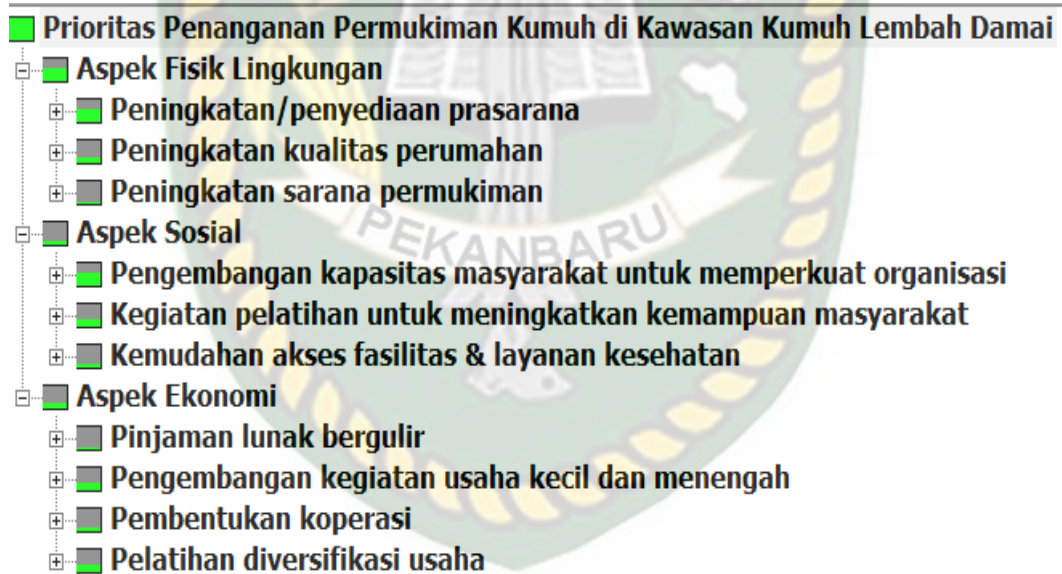 Prioritas Penanganan Permukiman Kumuh di Kawasan Kumuh Lembah Damai
Aspek Fisik Lingkungan
Peningkatan/penyediaan prasarana
Peningkatan kualitas perumahan
Peningkatan sarana permukiman
Aspek Sosial
PEKANBARU
Pengembangan kapasitas masyarakat untuk memperkuat organisasi
Kegiatan pelatihan untuk meningkatkan kemampuan masyarakat
Kemudahan akses fasilitas & layanan kesehatan
Aspek Ekonomi
Pinjaman lunak bergulir
Pengembangan kegiatan usaha kecil dan menengah
Pembentukan koperasi
Pelatihan diversifikasi usaha